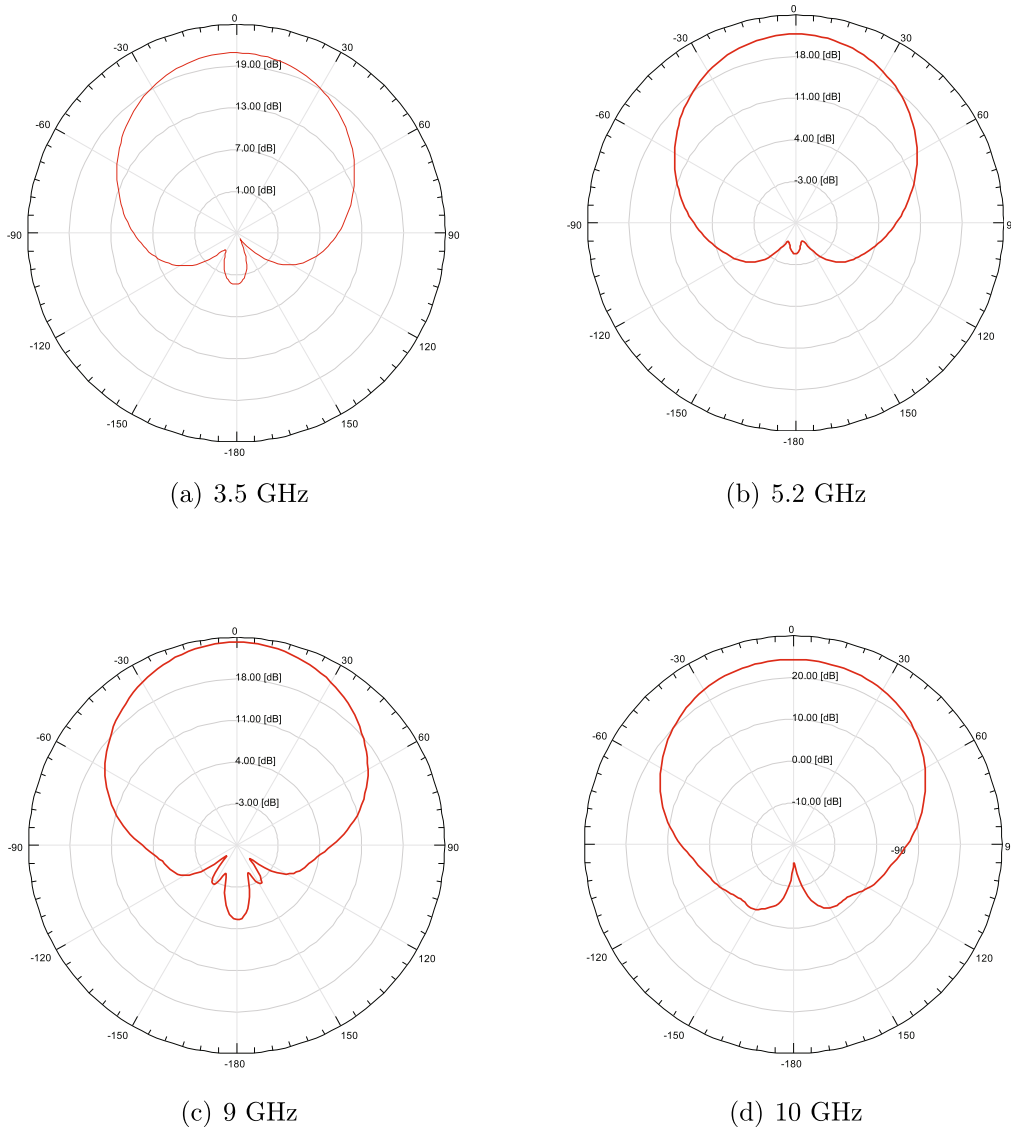 0
-30
30
19.00 [dB]
-60
13.00 [dB]
60
7.00 [dB]
1.00 [dB]
-90
90
-120
120
-150
150
-180
(a) 3.5 GHz
0
-30
30
18.00 [dB]
-60
11.00 [dB]
60
4.00 [dB]
-3.00 [dB]
-90
9
-120
120
-150
150
-180
(b) 5.2 GHz
0
-30
30
18.00 [dB]
-60
11.00 [dB]
60
4.00 [dB]
-3.00 [dB]
-90
90
-120
120
-150
150
-180
(c) 9 GHz
0
-30
30
20.00 [dB]
-60
10.00 [dB]
60
0.00 [dB]
-10.00 [dB]
-90
-90
9
-120
120
-150
150
-180
(d) 10 GHz